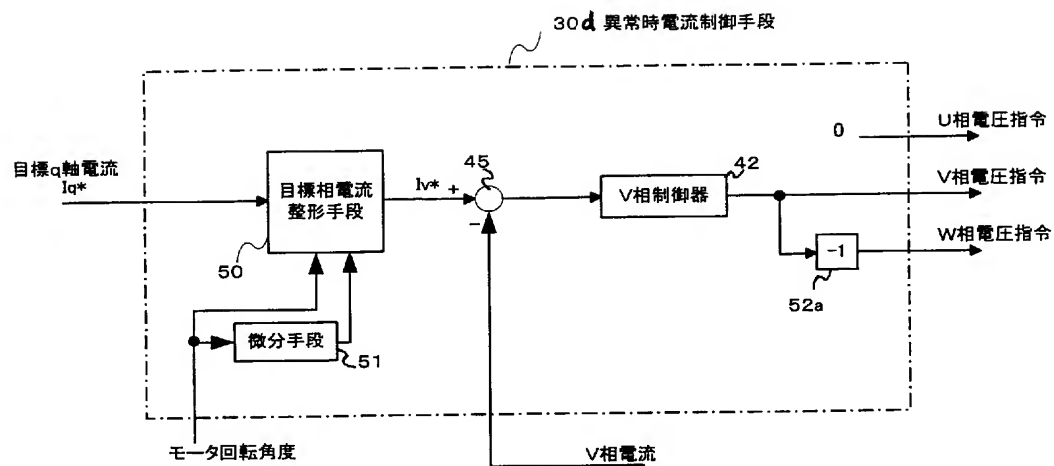 30d 異常時電流制御手段
0
U相電圧指令
目標q軸電流
Iq*
目標相電流
整形手段
50
Iv* +
-
45
V相制御器
42
V相電圧指令
-1
52a
W相電圧指令
微分手段
51
モータ回転角度
V相電流